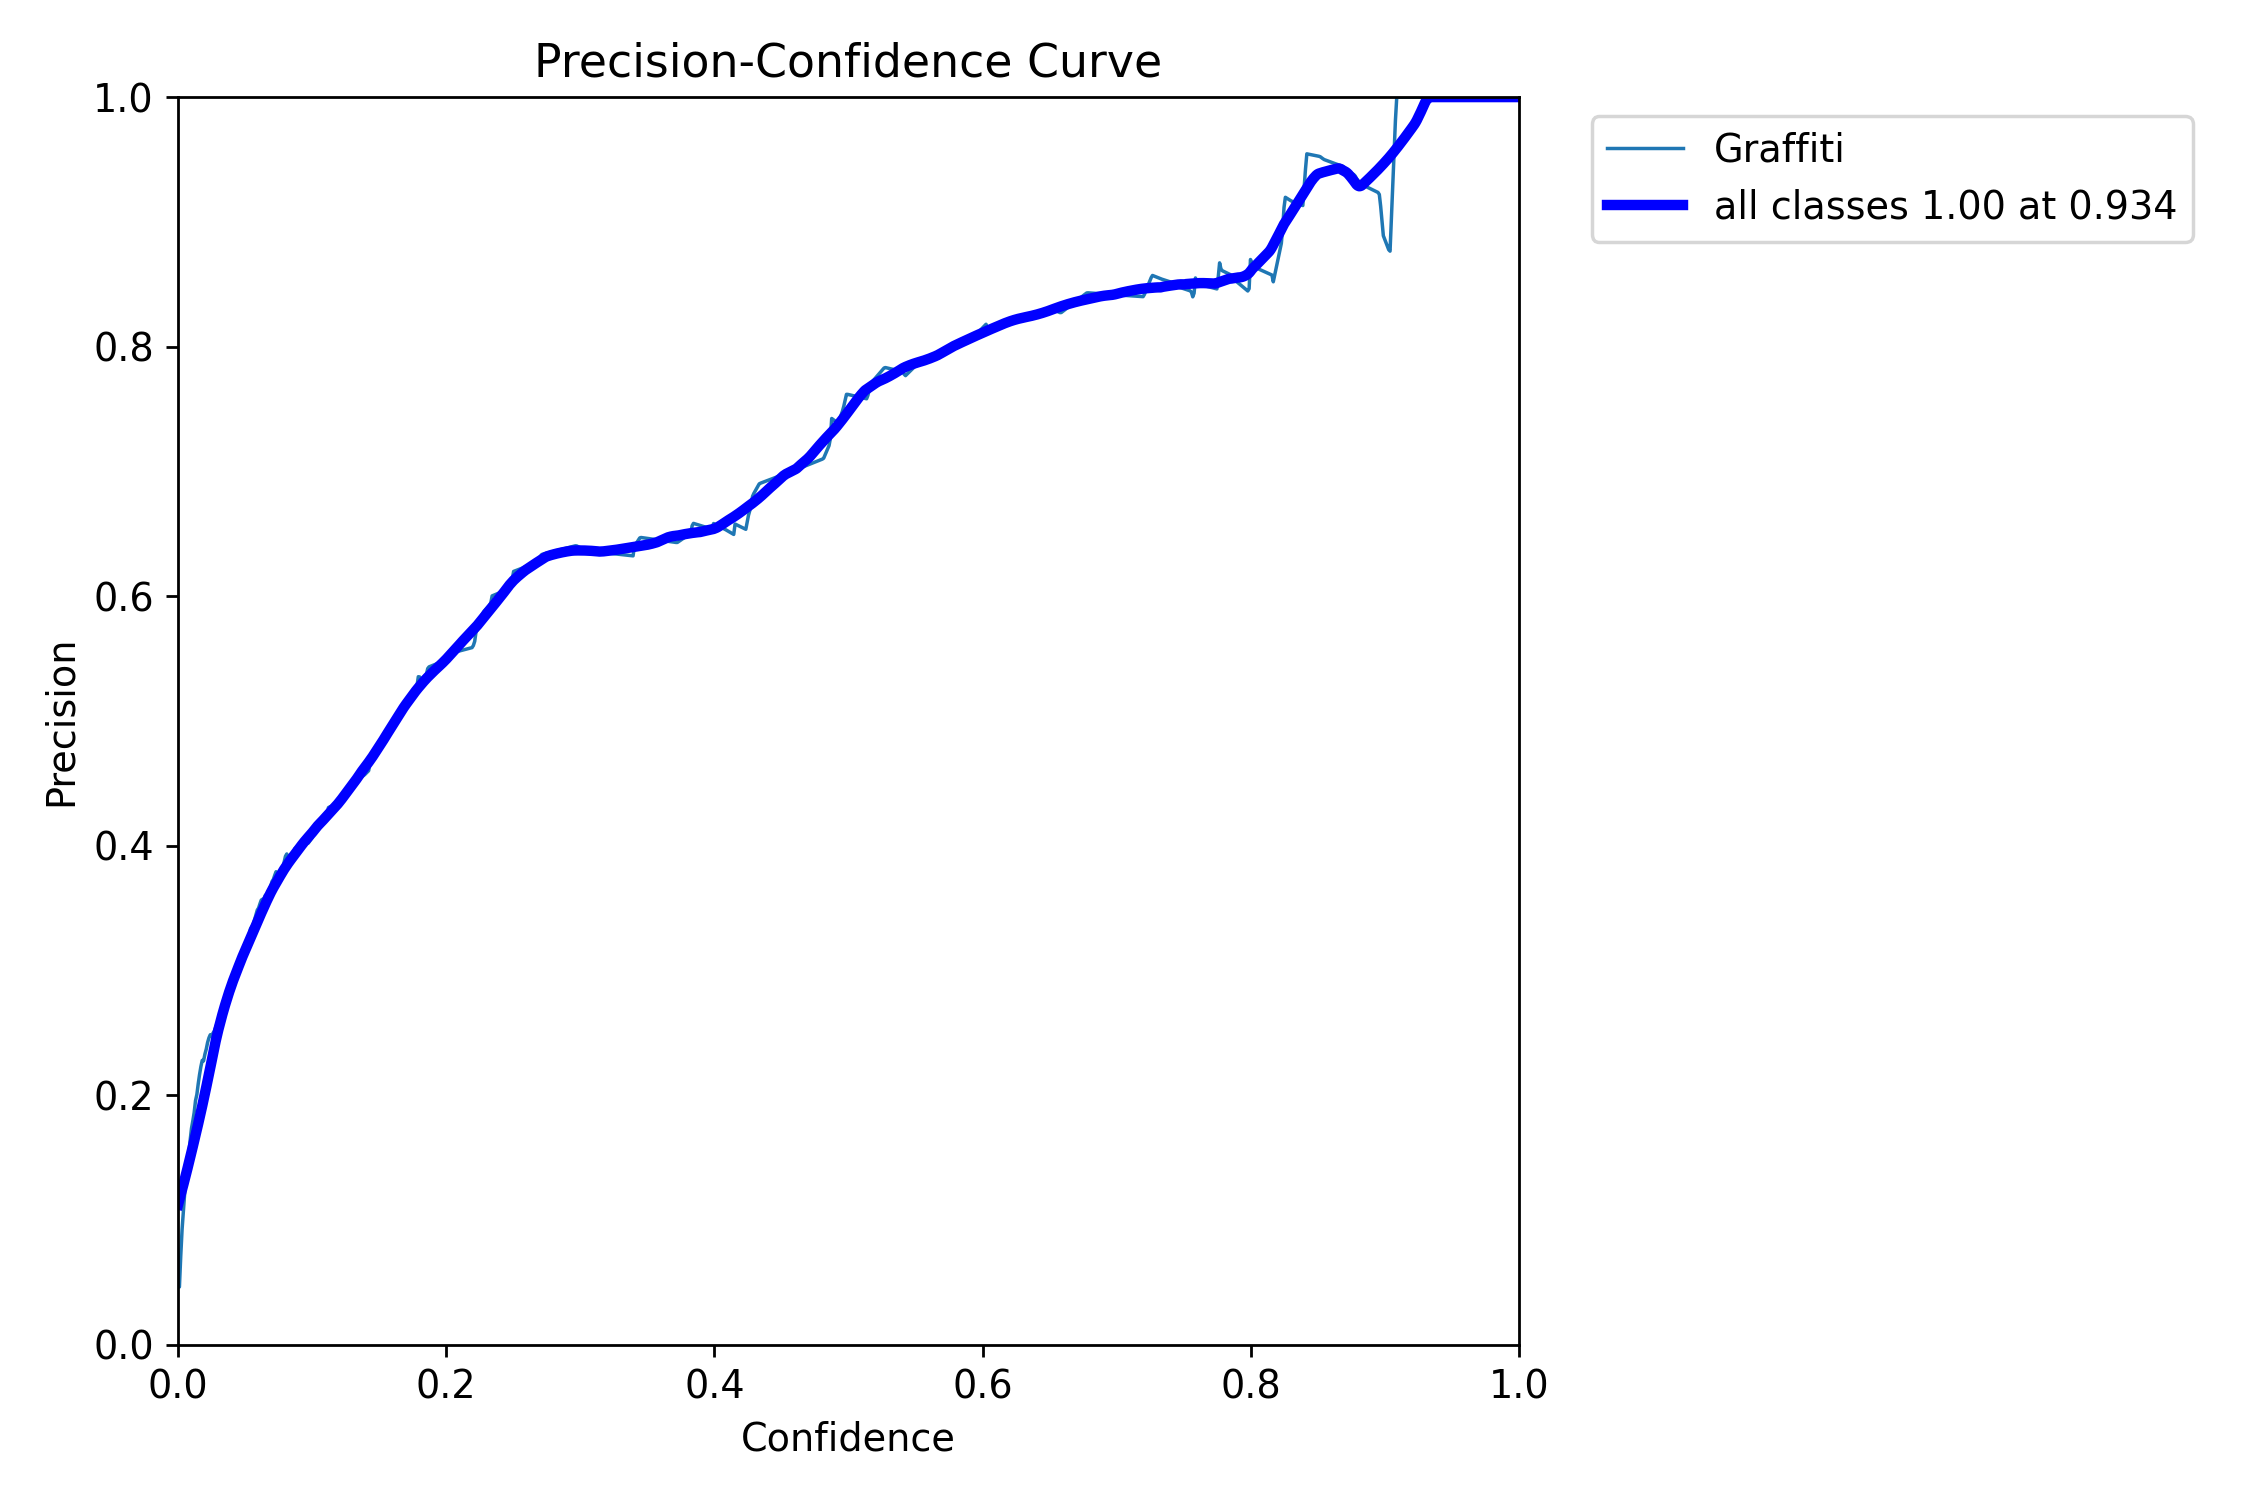 Precision-Confidence Curve
1.0
0.8
0.6
0.4
0.2
0.0
Precision
0.0 0.2 0.4 0.6 0.8 1.0
Confidence
Graffiti
all classes 1.00 at 0.934